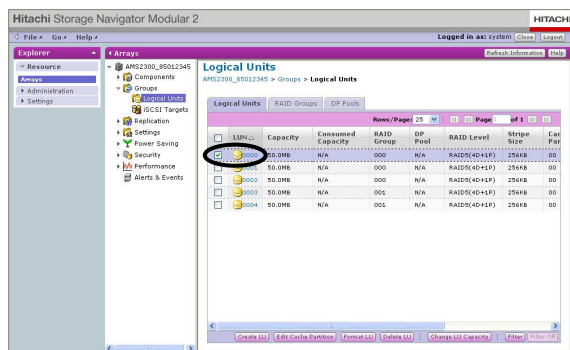 Hitachi Storage Navigator Modular 2
HITACHI
File Go Help
Logged in as: system Close Logout
Explorer
Resource
Arrays
Administration
Settings
Arrays
Refresh Information Help
AMS2300_85012345
Components
Groups
Logical Units
iSCSI Targets
Replication
Settings
Power Saving
Security
Performance
Alerts & Events
Logical Units
AMS2300_85012345 > Groups > Logical Units
Logical Units RAID Groups DP Pools
Rows/Page: 25 Page 1 of 1
LUN Capacity Consumed Capacity RAID Group DP Pool RAID Level Stripe Size Cac Par
0000 50.0MB N/A 000 N/A RAID5(4D+1P) 256KB 00
0001 50.0MB N/A 000 N/A RAID5(4D+1P) 256KB 00
0002 50.0MB N/A 000 N/A RAID5(4D+1P) 256KB 00
0003 50.0MB N/A 001 N/A RAID5(4D+1P) 256KB 00
0004 50.0MB N/A 001 N/A RAID5(4D+1P) 256KB 00
Create LU Edit Cache Partition Format LU Delete LU Change LU Capacity Filter Filter Off